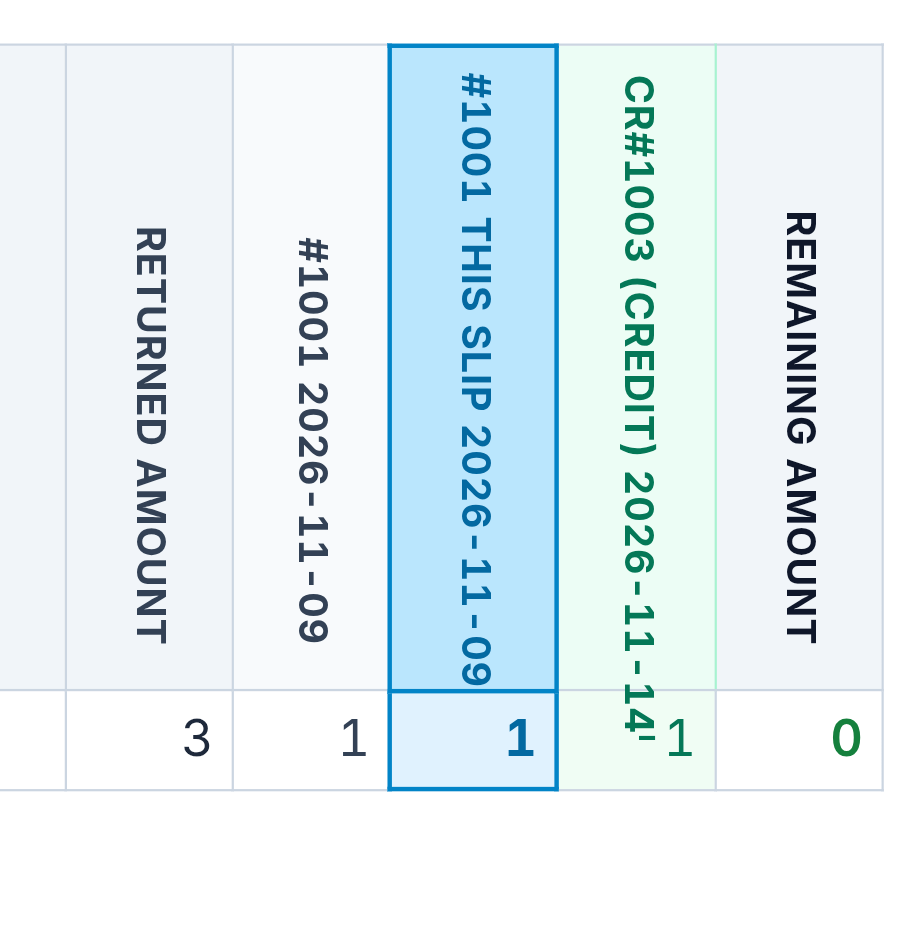 RETURNED AMOUNT
#1001 2026-11-09
#1001 THIS SLIP 2026-11-09
CR#1003 (CREDIT) 2026-11-14
REMAINING AMOUNT
3
1
1
1
0